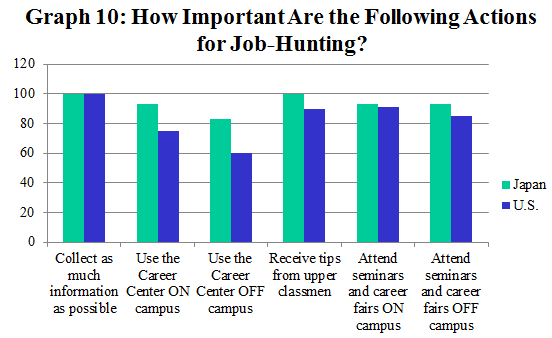 Graph 10: How Important Are the Following Actions
for Job-Hunting?
120
100
80
60
40
20
0
Japan
U.S.
Collect as
much
information
as possible
Use the
Career
Center ON
campus
Use the
Career
Center OFF
campus
Receive tips
from upper
classmen
Attend
seminars
and career
fairs ON
campus
Attend
seminars
and career
fairs OFF
campus